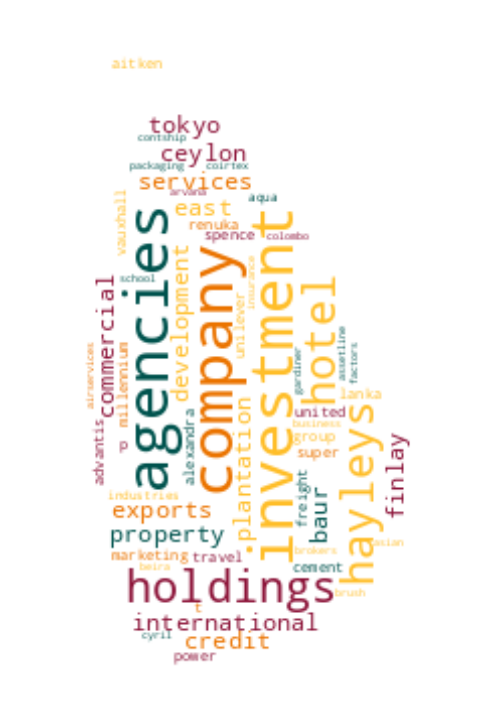 aitken
tokyo
contship
ceylon
packaging
coirtex
services
arvana
aqua
vauxhall
east
renuka
spence
colombo
agencies
company
investment
development
insurance
school
commercial
hotel
unilever
assetline
factors
airservices
millennium
gardiner
lanka
plantation
united
business
hayleys
alexandra
group
super
advantis
p
finlay
freight
baur
industries
exports
property
asian
brokers
marketing
travel
beira
cement
holdings
brush
t
international
cyril
credit
power